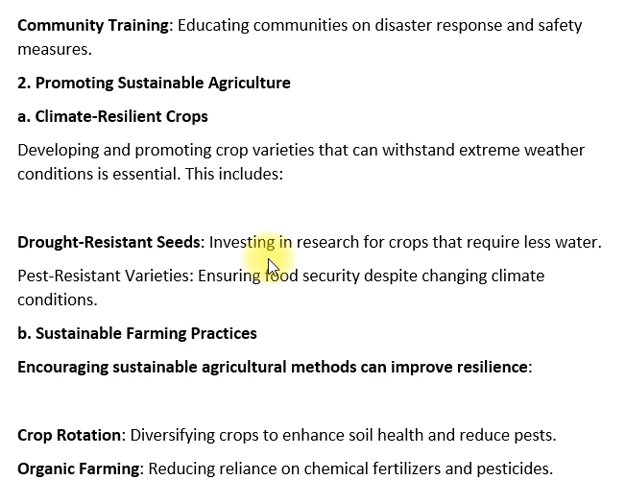 Community Training: Educating communities on disaster response and safety
measures.
2. Promoting Sustainable Agriculture
a. Climate-Resilient Crops
Developing and promoting crop varieties that can withstand extreme weather
conditions is essential. This includes:
Drought-Resistant Seeds: Investing in research for crops that require less water.
Pest-Resistant Varieties: Ensuring food security despite changing climate
conditions.
b. Sustainable Farming Practices
Encouraging sustainable agricultural methods can improve resilience:
Crop Rotation: Diversifying crops to enhance soil health and reduce pests.
Organic Farming: Reducing reliance on chemical fertilizers and pesticides.